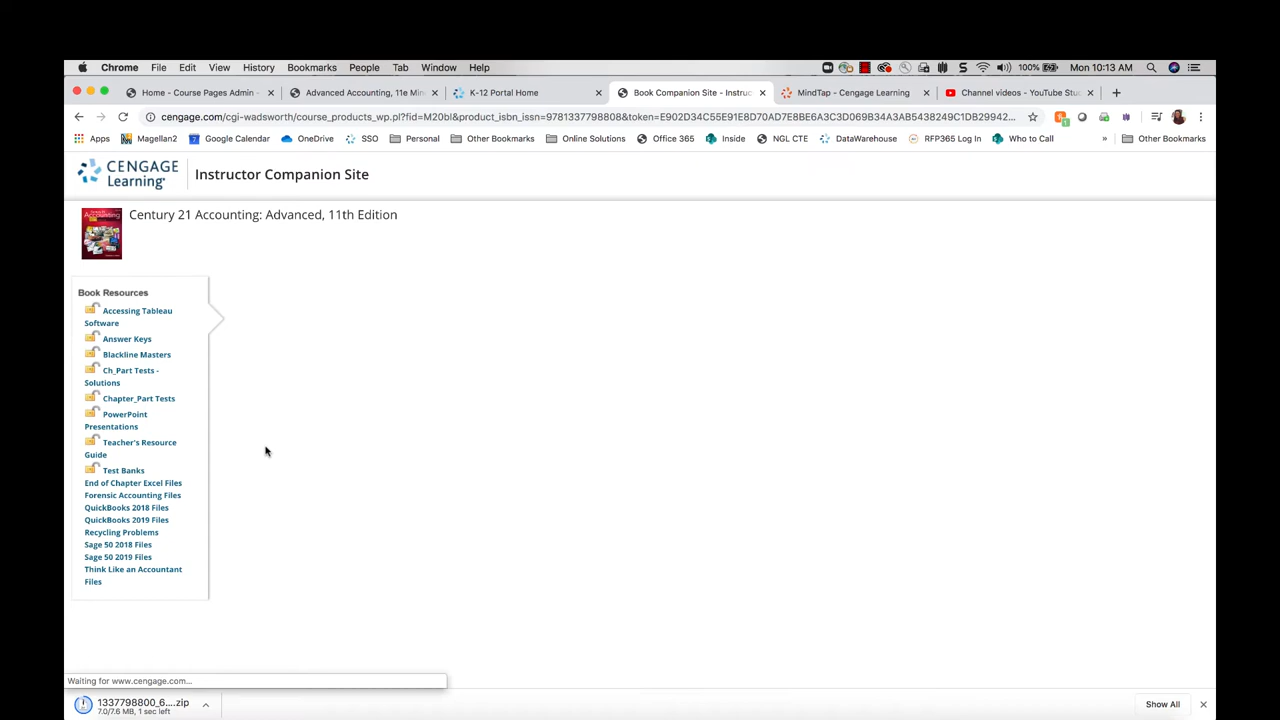 Chrome File Edit View History Bookmarks People Tab Window Help 100% Mon 10:13 AM
Home - Course Pages Admin - Advanced Accounting, 11e Min K-12 Portal Home Book Companion Site - Instruc MindTap - Cengage Learning Channel videos - YouTube Stu
cengage.com/cgi-wadsworth/course_products_wp.pl?fid=M20bl&product_isbn_issn=9781337798808&token=E902D34C55E91E8D70AD7E8BE6A3C3D069B34A3AB5438249C1DB29942...
Apps Magellan2 Google Calendar OneDrive SSO Personal Other Bookmarks Online Solutions Office 365 Inside NGL CTE DataWarehouse RFP365 Log In Who to Call » Other Bookmarks
CENGAGE
Learning
Instructor Companion Site
Century 21 Accounting: Advanced, 11th Edition
Book Resources
Accessing Tableau
Software
Answer Keys
Blackline Masters
Ch_Part Tests -
Solutions
Chapter_Part Tests
PowerPoint
Presentations
Teacher's Resource
Guide
Test Banks
End of Chapter Excel Files
Forensic Accounting Files
QuickBooks 2018 Files
QuickBooks 2019 Files
Recycling Problems
Sage 50 2018 Files
Sage 50 2019 Files
Think Like an Accountant
Files
Waiting for www.cengage.com...
1337798800_6....zip
7.0/7.6 MB, 1 sec left
Show All